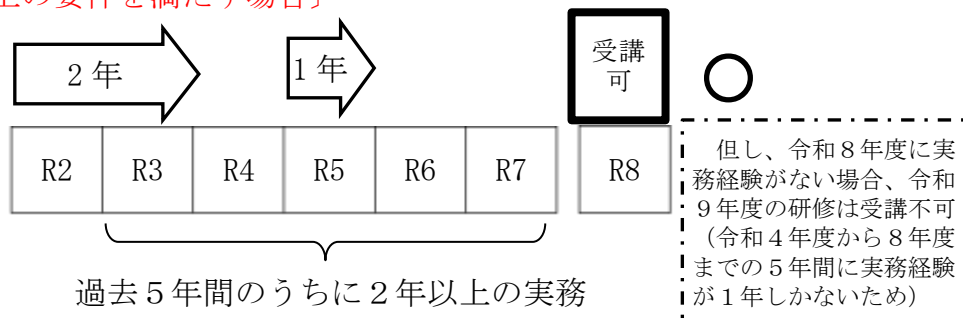 上の要件を満たす場合〕
２年
１年
受講
可
○
R2 R3 R4 R5 R6 R7 R8
但し、令和８年度に実
務経験がない場合、令和
９年度の研修は受講不可
（令和４年度から８年度
までの５年間に実務経験
が１年しかないため）
過去５年間のうちに２年以上の実務